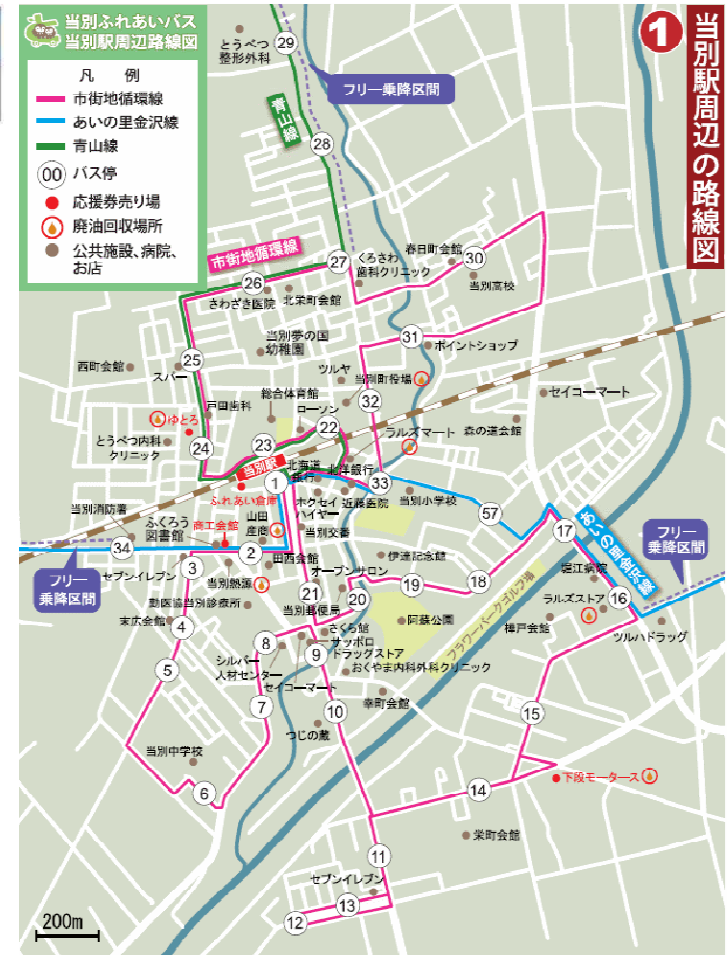 当別ふれあいバス
当別駅周辺路線図
凡 例
市街地循環線
あいの里金沢線
青山線
00 バス停
応援券売り場
廃油回収場所
公共施設、病院、
お店
1
当別駅周辺の路線図
とうべつ
整形外科
29
フリー乗降区間
青山線
28
市街地循環線
27
くろさわ
歯科クリニック
春日町会館
30
当別高校
26
さわざき医院
北栄町会館
31
ポイントショップ
当別夢の国
幼稚園
西町会館
25
スパー
ツルヤ
当別町役場
32
セイコーマート
戸田歯科
総合体育館
ローソン
22
ラルズマート
森の道会館
ゆとろ
とうべつ内科
クリニック
24
23
当別駅
1
北海道
銀行
北洋銀行
33
ふれあい倉庫
ホクセイ
ハイヤー
近藤医院
当別小学校
57
17
あいの里金沢線
フリー
乗降区間
当別消防署
ふくろう
図書館
商工会館
山田
産商
当別交番
34
2
田西会館
伊達記念館
フリー
乗降区間
セブンイレブン
3
当別熱源
オープンサロン
19
18
堀江病院
勤医協当別診療所
21
20
16
ラルズストア
末広会館
4
当別郵便局
阿蘇公園
フラワーパークゴルフ場
樺戸会館
ツルハドラッグ
さくら館
8
サッポロ
ドラッグストア
9
5
シルバー
人材センター
おくやま内科外科クリニック
セイコーマート
7
10
幸町会館
15
つじの蔵
当別中学校
6
下段モータース
14
栄町会館
11
セブンイレブン
13
12
200m